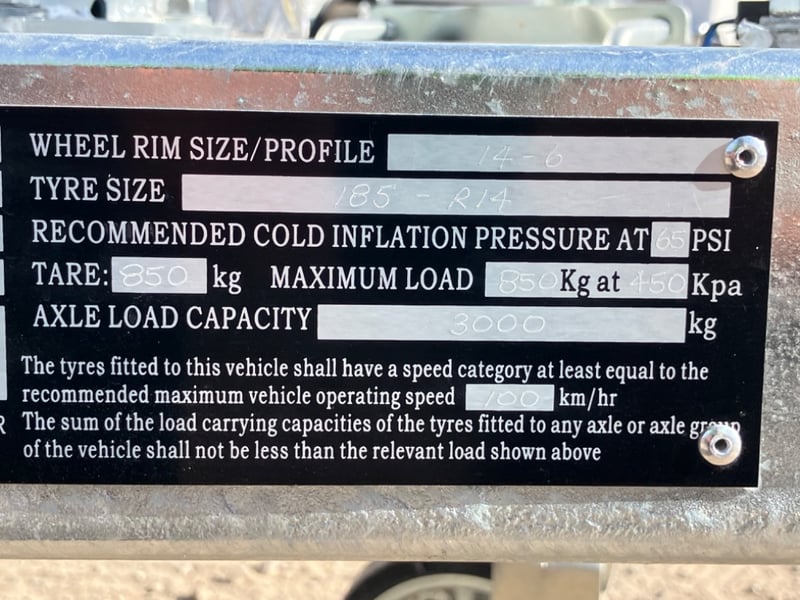 WHEEL RIM SIZE/PROFILE 14-6
TYRE SIZE 185-R14
RECOMMENDED COLD INFLATION PRESSURE AT 65 PSI
TARE: 850 kg MAXIMUM LOAD 850 Kg at 450 Kpa
AXLE LOAD CAPACITY 3000 kg
The tyres fitted to this vehicle shall have a speed category at least equal to the
recommended maximum vehicle operating speed 100 km/hr
R The sum of the load carrying capacities of the tyres fitted to any axle or axle group
of the vehicle shall not be less than the relevant load shown above